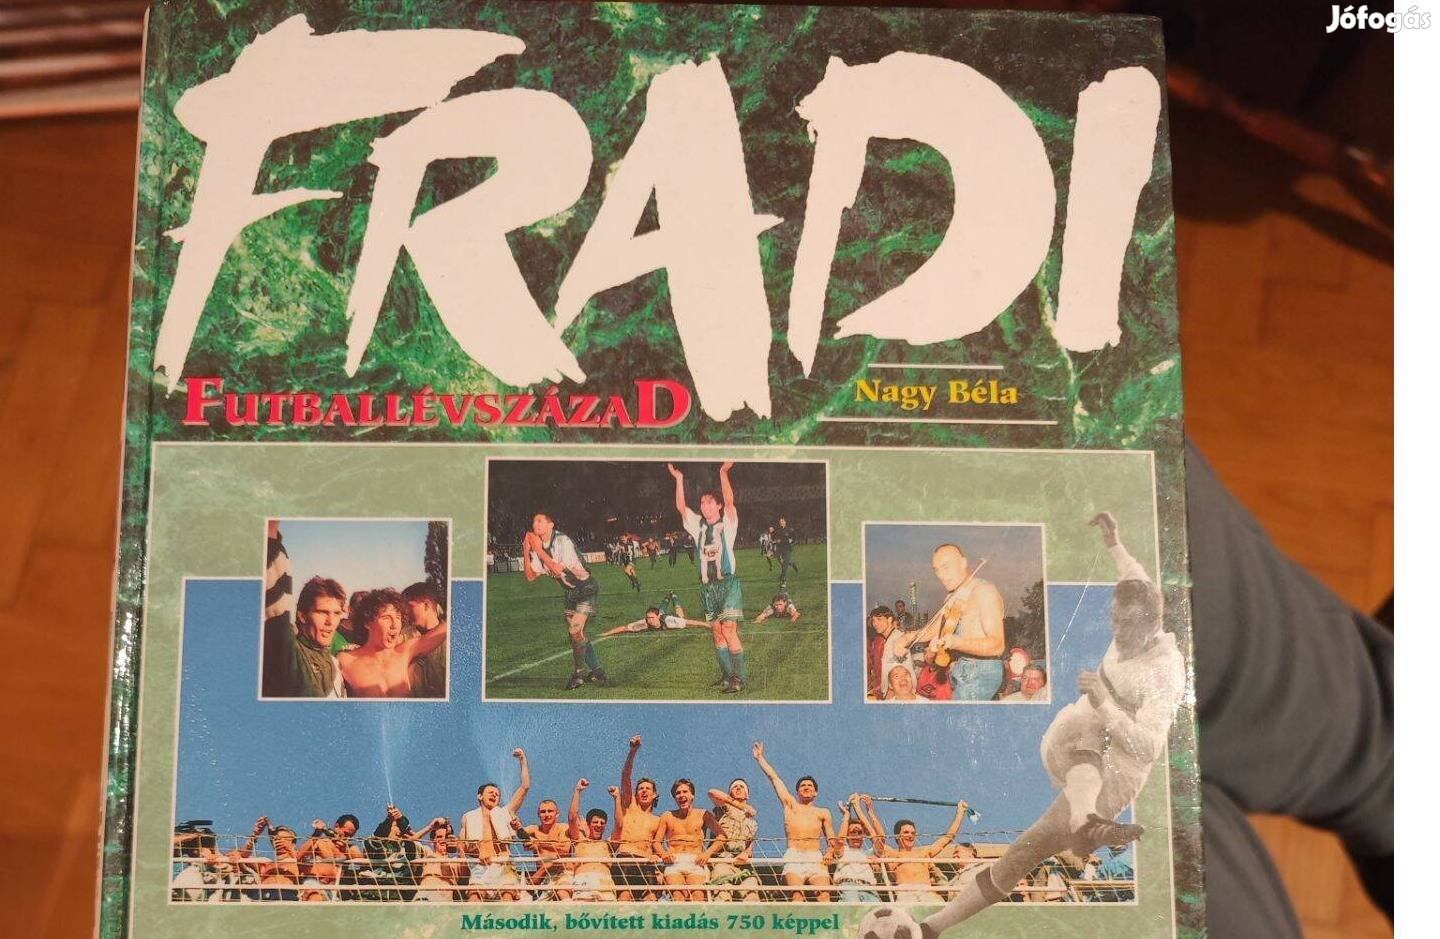 Jófogás
FRADI
FUTBALLÉVSZÁZAD
Nagy Béla
Második, bővített kiadás 750 képpel